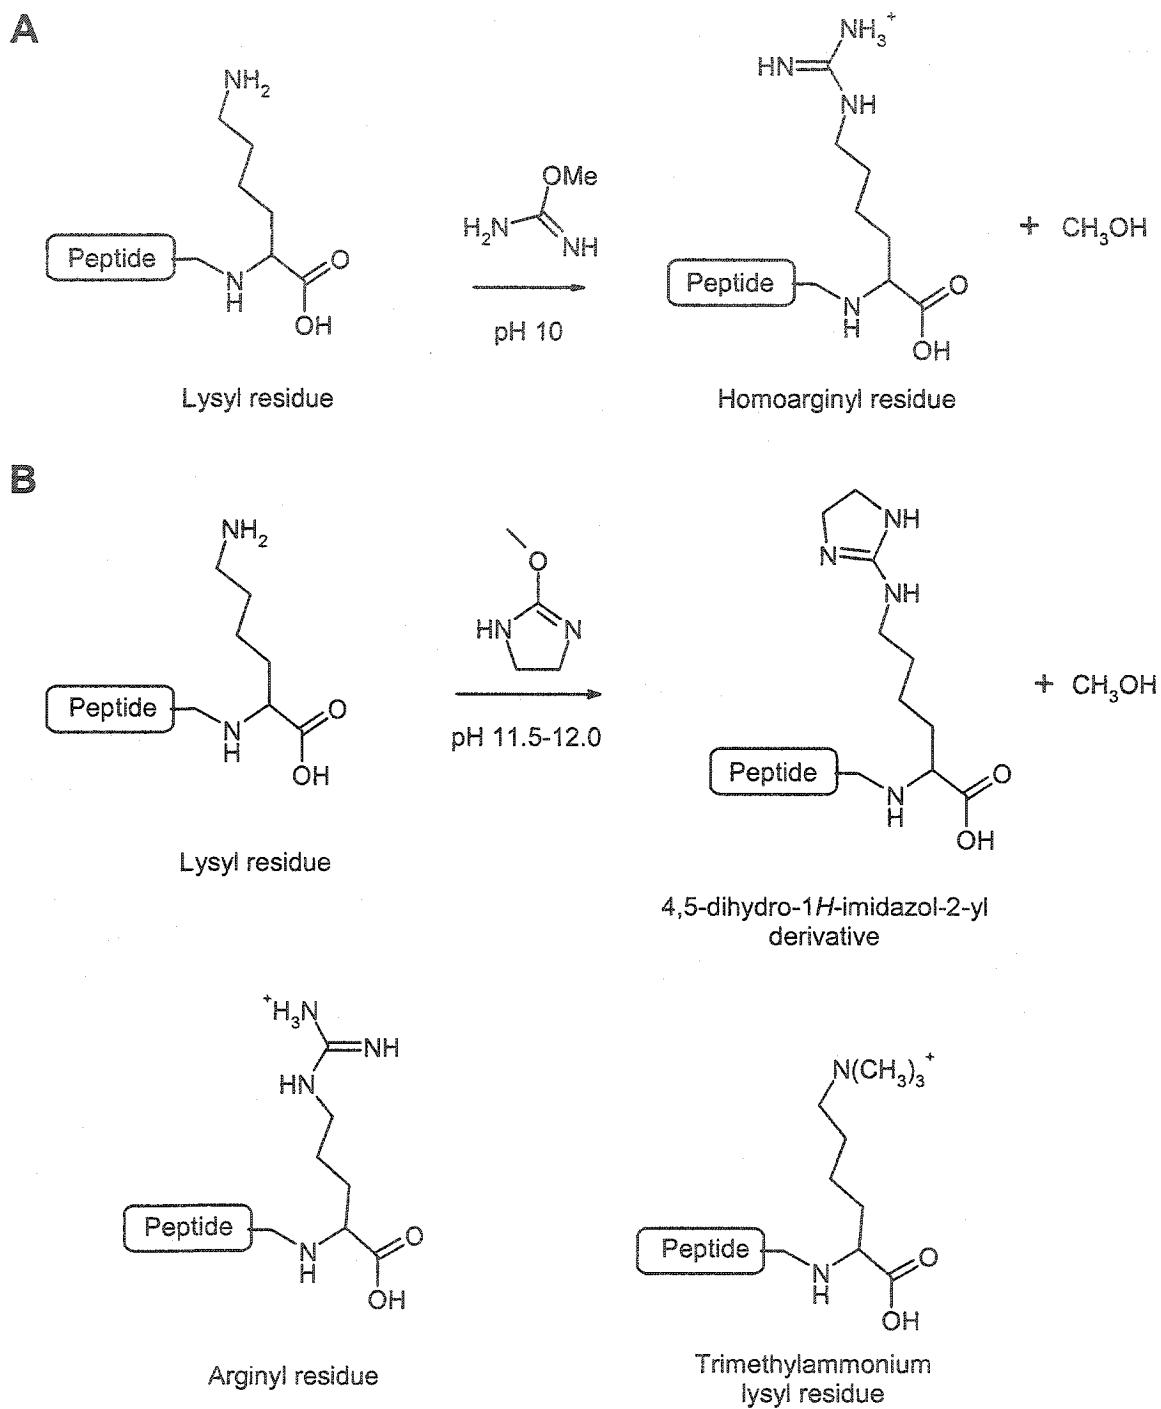 A
NH2
Peptide
N
H
O
OH
Lysyl residue
OMe
H2N
NH
pH 10
NH3+
HN
NH
Peptide
N
H
O
OH
Homoarginyl residue
+ CH3OH
B
NH2
Peptide
N
H
O
OH
Lysyl residue
O
HN
N
pH 11.5-12.0
NH
N
NH
Peptide
N
H
O
OH
4,5-dihydro-1H-imidazol-2-yl
derivative
+ CH3OH
+H3N
NH
HN
Peptide
N
H
O
OH
Arginyl residue
N(CH3)3+
Peptide
N
H
O
OH
Trimethylammonium
lysyl residue